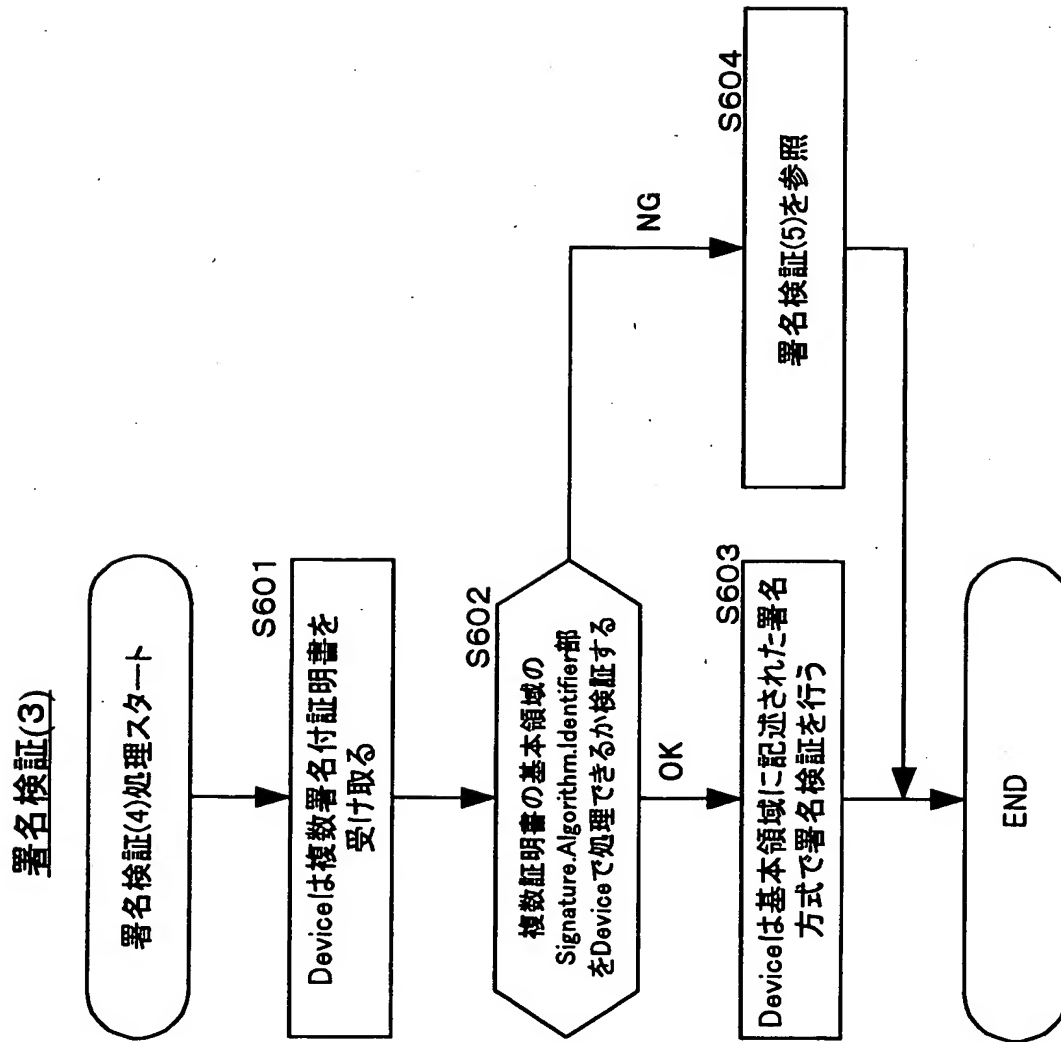 署名検証(3)
署名検証(4)処理スタート
S601
Deviceは複数署名付証明書を
受け取る
S602
複数証明書の基本領域の
Signature.Algorithm.Identifier部
をDeviceで処理できるか検証する
OK
NG
S603
Deviceは基本領域に記述された署名
方式で署名検証を行う
S604
署名検証(5)を参照
END